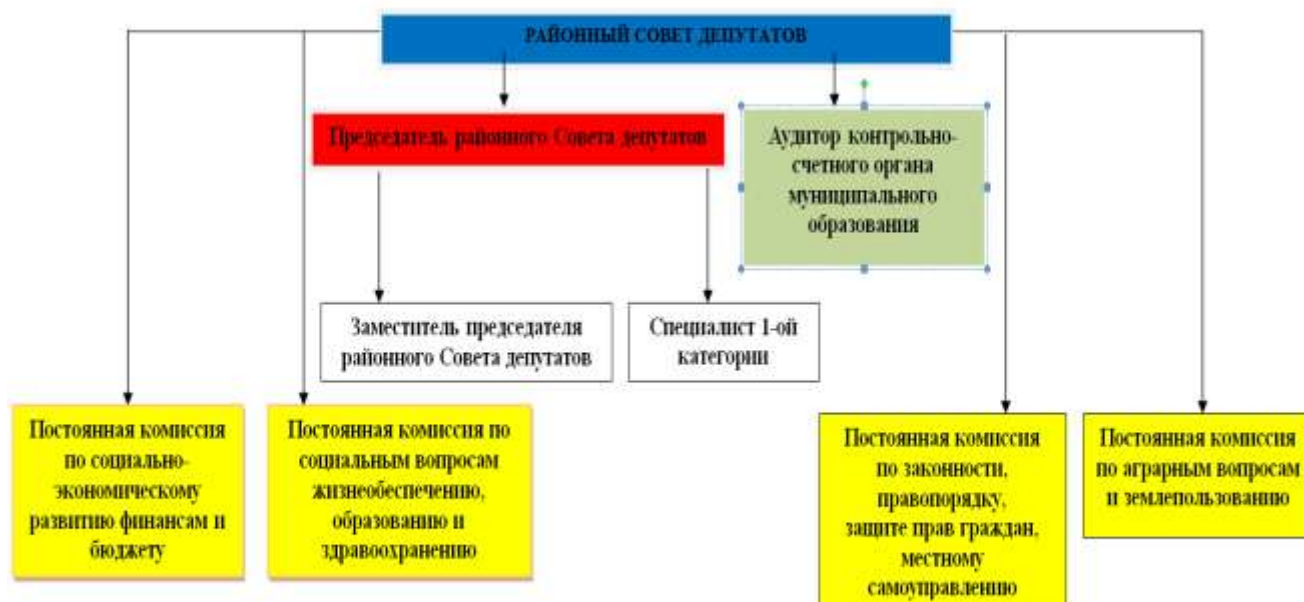 РАЙОННЫЙ СОВЕТ ДЕПУТАТОВ
Председатель районного Совета депутатов
Аудитор контрольно-
счетного органа
муниципального
образования
Заместитель председателя
районного Совета депутатов
Специалист 1-ой
категории
Постоянная комиссия
по социально-
экономическому
развитию финансам и
бюджету
Постоянная комиссия по
социальным вопросам
жизнеобеспечению,
образованию и
здравоохранению
Постоянная комиссия
по законности,
правопорядку,
защите прав граждан,
местному
самоуправлению
Постоянная комиссия
по аграрным вопросам
и землепользованию